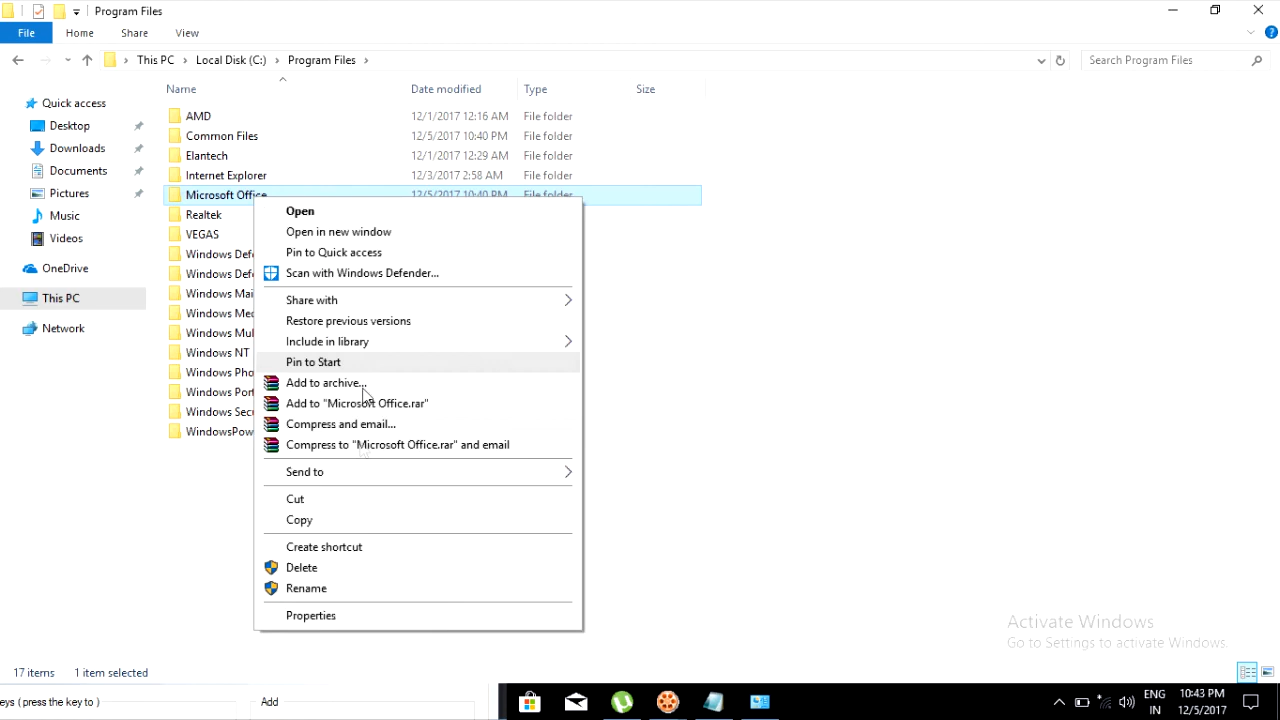 Program Files
File Home Share View
This PC Local Disk (C:) Program Files Search Program Files
Name Date modified Type Size
Quick access
Desktop
Downloads
Documents
Pictures
Music
Videos
OneDrive
This PC
Network
AMD 12/1/2017 12:16 AM File folder
Common Files 12/5/2017 10:40 PM File folder
Elantech 12/1/2017 12:29 AM File folder
Internet Explorer 12/3/2017 2:58 AM File folder
Microsoft Office 12/5/2017 10:40 PM File folder
Realtek
VEGAS
Windows Def
Windows Def
Windows Mai
Windows Med
Windows Mul
Windows NT
Windows Pho
Windows Port
Windows Secu
WindowsPow
Open
Open in new window
Pin to Quick access
Scan with Windows Defender...
Share with
Restore previous versions
Include in library
Pin to Start
Add to archive...
Add to "Microsoft Office.rar"
Compress and email...
Compress to "Microsoft Office.rar" and email
Send to
Cut
Copy
Create shortcut
Delete
Rename
Properties
Activate Windows
Go to Settings to activate Windows.
17 items 1 item selected
eys ( press the key to ) Add
ENG 10:43 PM
IN 12/5/2017